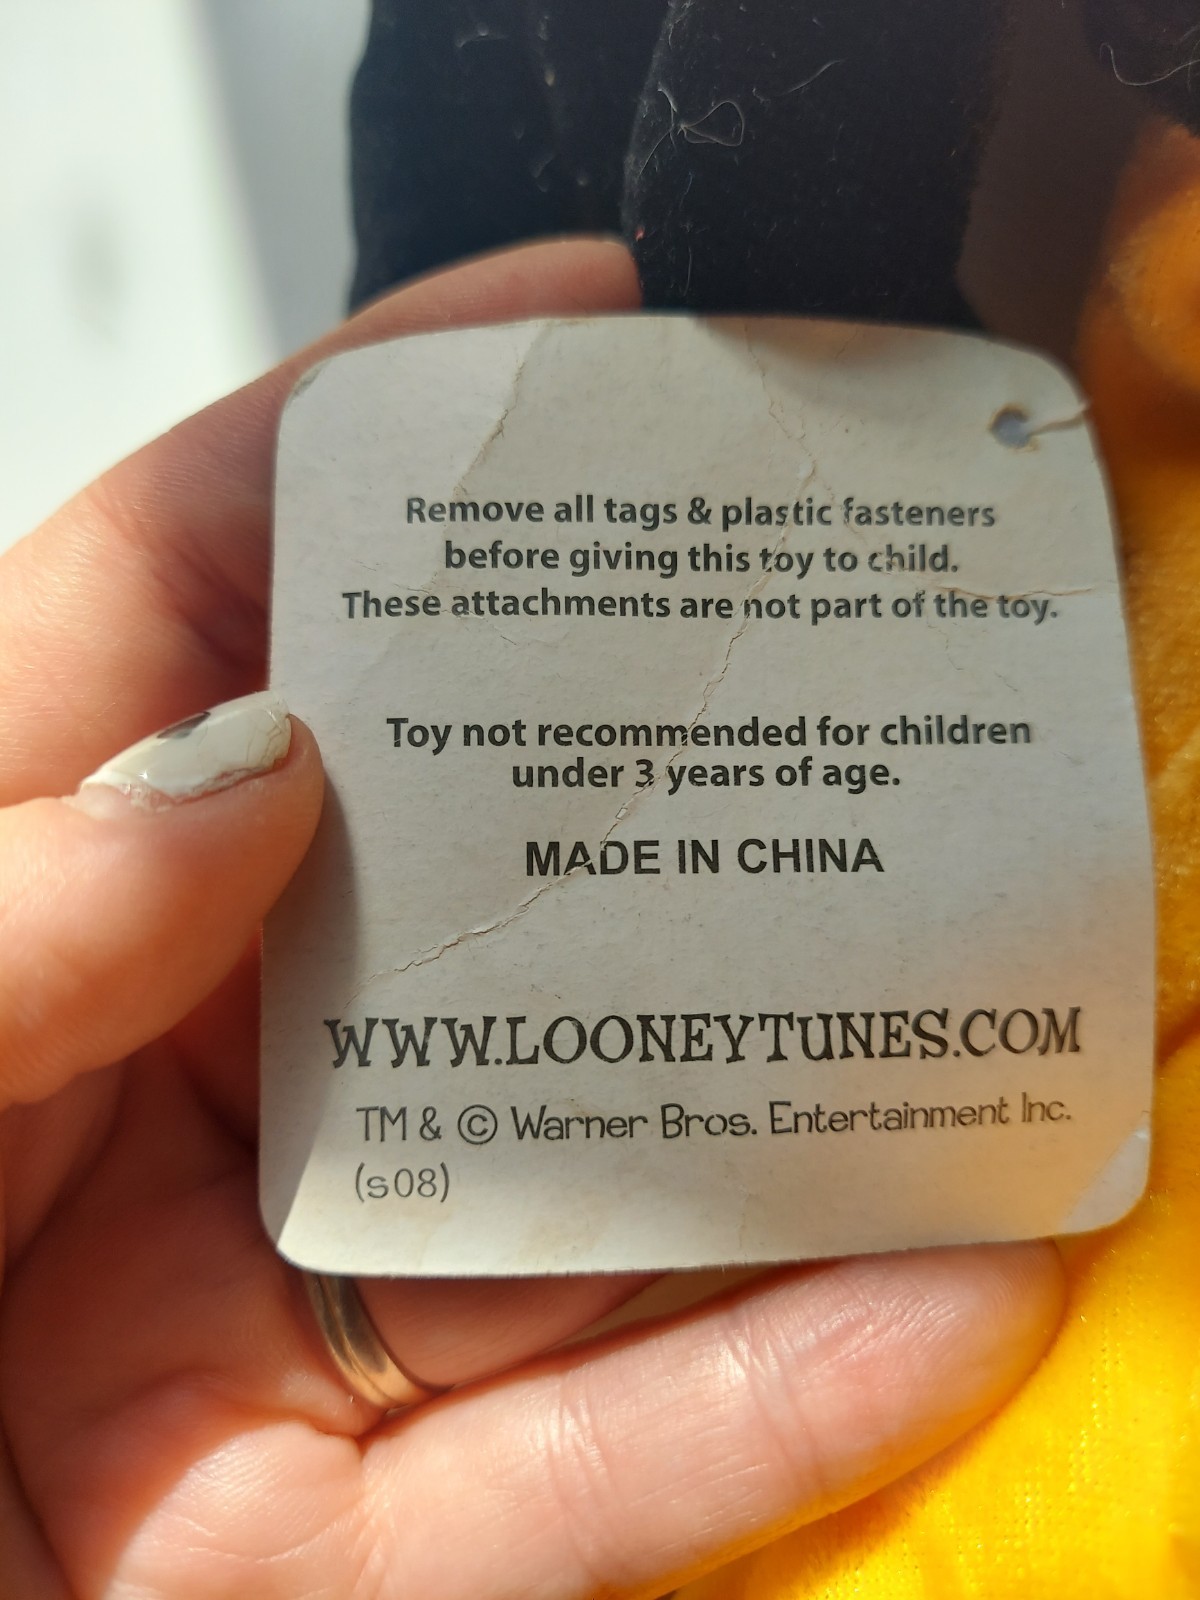 Remove all tags & plastic fasteners
before giving this toy to child.
These attachments are not part of the toy.
Toy not recommended for children
under 3 years of age.
MADE IN CHINA
WWW.LOONEYTUNES.COM
TM & © Warner Bros. Entertainment Inc.
(s08)